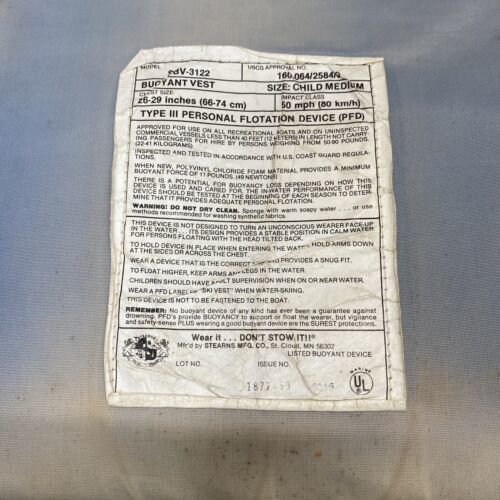 MODEL USCG APPROVAL NO.
SBV-3122 160.064/2584/0
BUOYANT VEST SIZE: CHILD MEDIUM
CHEST SIZE IMPACT CLASS
26-29 inches (66-74 cm) 50 mph (80 km/h)
TYPE III PERSONAL FLOTATION DEVICE (PFD)
APPROVED FOR USE ON ALL RECREATIONAL BOATS AND ON UNINSPECTED
COMMERCIAL VESSELS LESS THAN 40 FEET (12 METERS) IN LENGTH NOT CARRY-
ING PASSENGERS FOR HIRE BY PERSONS WEIGHING FROM 50-90 POUNDS.
(22-41 KILOGRAMS)
INSPECTED AND TESTED IN ACCORDANCE WITH U.S. COAST GUARD REGULA-
TIONS.
WHEN NEW, POLYVINYL CHLORIDE FOAM MATERIAL PROVIDES A MINIMUM
BUOYANT FORCE OF 11 POUNDS. (49 NEWTONS)
THERE IS A POTENTIAL FOR BUOYANCY LOSS DEPENDING ON HOW THIS
DEVICE IS USED AND CARED FOR. THE IN-WATER PERFORMANCE OF THIS
DEVICE SHOULD BE TESTED AT THE BEGINNING OF EACH SEASON TO DETER-
MINE THAT IT PROVIDES ADEQUATE PERSONAL FLOTATION.
WARNING: DO NOT DRY CLEAN. Sponge with warm soapy water . . . or use
methods recommended for washing synthetic fabrics.
THIS DEVICE IS NOT DESIGNED TO TURN AN UNCONSCIOUS WEARER FACE-UP
IN THE WATER . . . ITS DESIGN PROVIDES A STABLE POSITION IN CALM WATER
FOR PERSONS FLOATING WITH THE HEAD TILTED BACK.
TO HOLD DEVICE IN PLACE WHEN ENTERING THE WATER, HOLD ARMS DOWN
AT THE SIDES OR ACROSS THE CHEST.
WEAR A DEVICE THAT IS THE CORRECT SIZE AND PROVIDES A SNUG FIT.
TO FLOAT HIGHER, KEEP ARMS AND LEGS IN THE WATER.
CHILDREN SHOULD HAVE ADULT SUPERVISION WHEN ON OR NEAR WATER.
WEAR A PFD LABELED "SKI VEST" WHEN WATER-SKIING.
THIS DEVICE IS NOT TO BE FASTENED TO THE BOAT.
REMEMBER: No buoyant device of any kind has ever been a guarantee against
drowning. PFD's provide BUOYANCY to support or float the wearer, but vigilance
and safety-sense PLUS wearing a good buoyant device are the SUREST protections.
Wear it . . . DON'T STOW IT!!®
Mfr'd by STEARNS MFG. CO., St. Cloud, MN 56302
LISTED BUOYANT DEVICE
LOT NO. ISSUE NO.
MARINE
UL